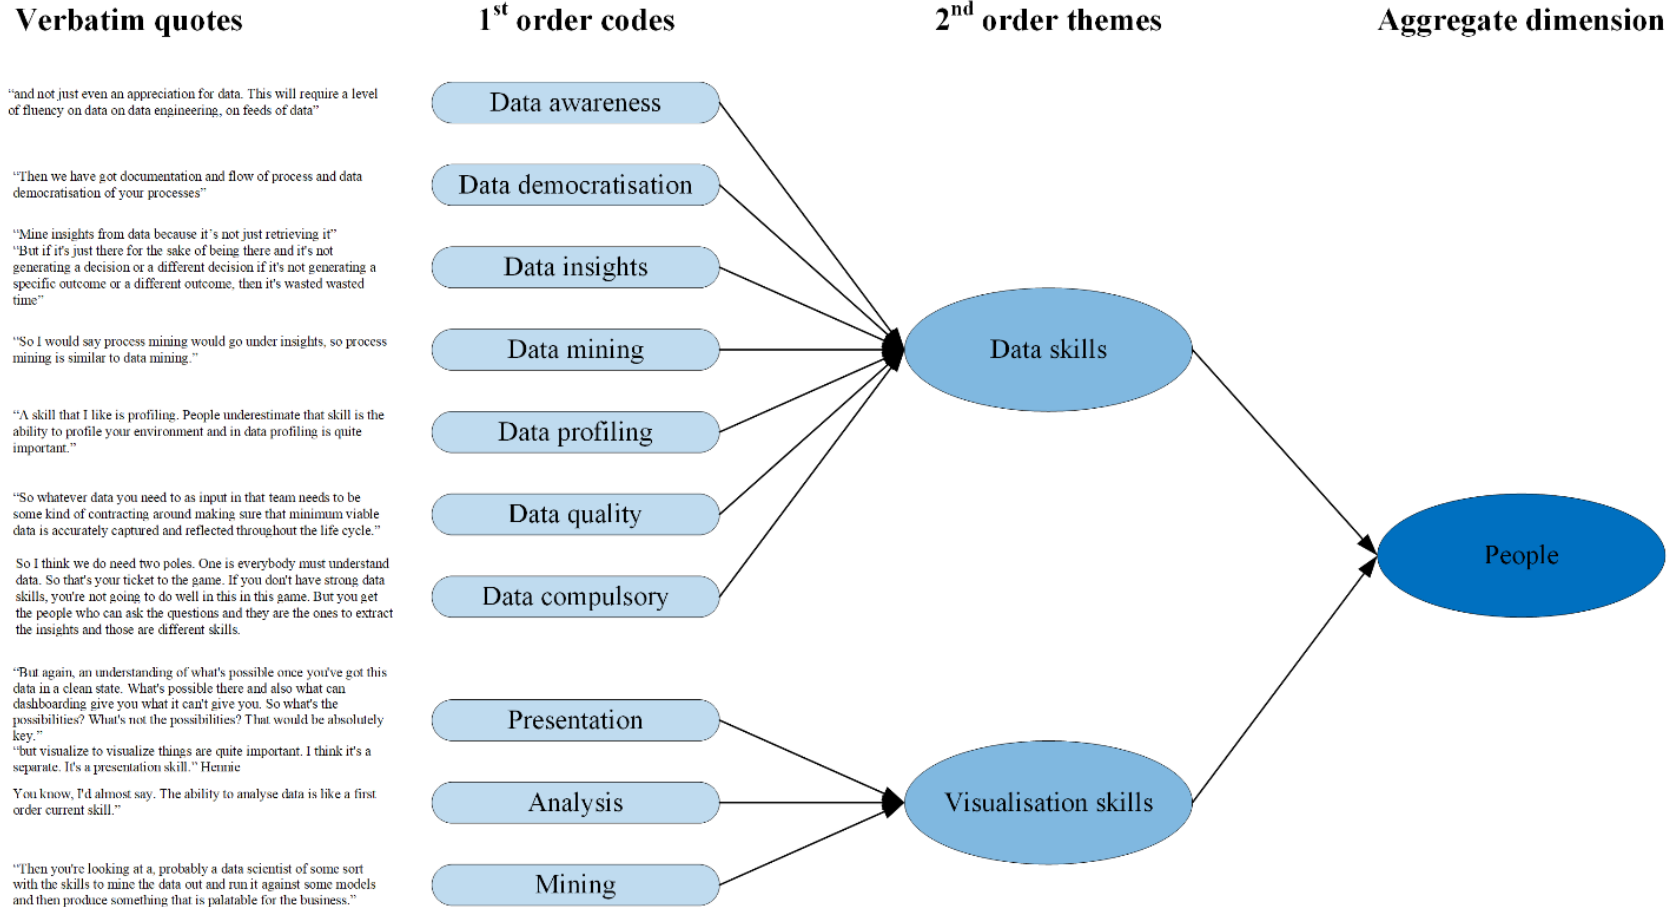 Verbatim quotes
1st order codes
2nd order themes
Aggregate dimension
“and not just even an appreciation for data. This will require a level
of fluency on data on data engineering, on feeds of data”
Data awareness
“Then we have got documentation and flow of process and data
democratisation of your processes”
Data democratisation
“Mine insights from data because it’s not just retrieving it”
“But if it's just there for the sake of being there and it's not
generating a decision or a different decision if it's not generating a
specific outcome or a different outcome, then it's wasted wasted
time”
Data insights
“So I would say process mining would go under insights, so process
mining is similar to data mining.”
Data mining
“A skill that I like is profiling. People underestimate that skill is the
ability to profile your environment and in data profiling is quite
important.”
Data profiling
“So whatever data you need to as input in that team needs to be
some kind of contracting around making sure that minimum viable
data is accurately captured and reflected throughout the life cycle.”
Data quality
So I think we do need two poles. One is everybody must understand
data. So that's your ticket to the game. If you don't have strong data
skills, you're not going to do well in this in this game. But you get
the people who can ask the questions and they are the ones to extract
the insights and those are different skills.
Data compulsory
Data skills
“But again, an understanding of what's possible once you've got this
data in a clean state. What's possible there and also what can
dashboarding give you what it can't give you. So what's the
possibilities? What's not the possibilities? That would be absolutely
key.”
“but visualize to visualize things are quite important. I think it's a
separate. It's a presentation skill.” Hennie
Presentation
You know, I'd almost say. The ability to analyse data is like a first
order current skill.”
Analysis
“Then you're looking at a, probably a data scientist of some sort
with the skills to mine the data out and run it against some models
and then produce something that is palatable for the business.”
Mining
Visualisation skills
People